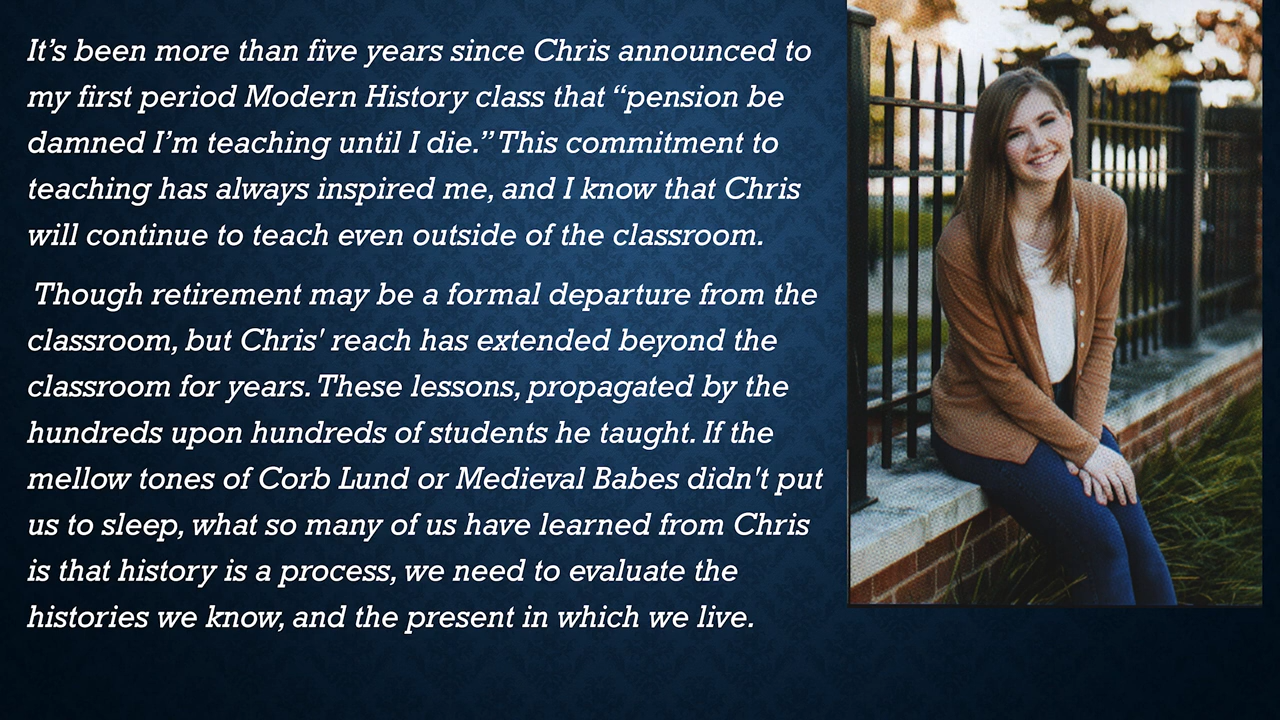 It’s been more than five years since Chris announced to
my first period Modern History class that “pension be
damned I’m teaching until I die.” This commitment to
teaching has always inspired me, and I know that Chris
will continue to teach even outside of the classroom.
Though retirement may be a formal departure from the
classroom, but Chris' reach has extended beyond the
classroom for years. These lessons, propagated by the
hundreds upon hundreds of students he taught. If the
mellow tones of Corb Lund or Medieval Babes didn't put
us to sleep, what so many of us have learned from Chris
is that history is a process, we need to evaluate the
histories we know, and the present in which we live.